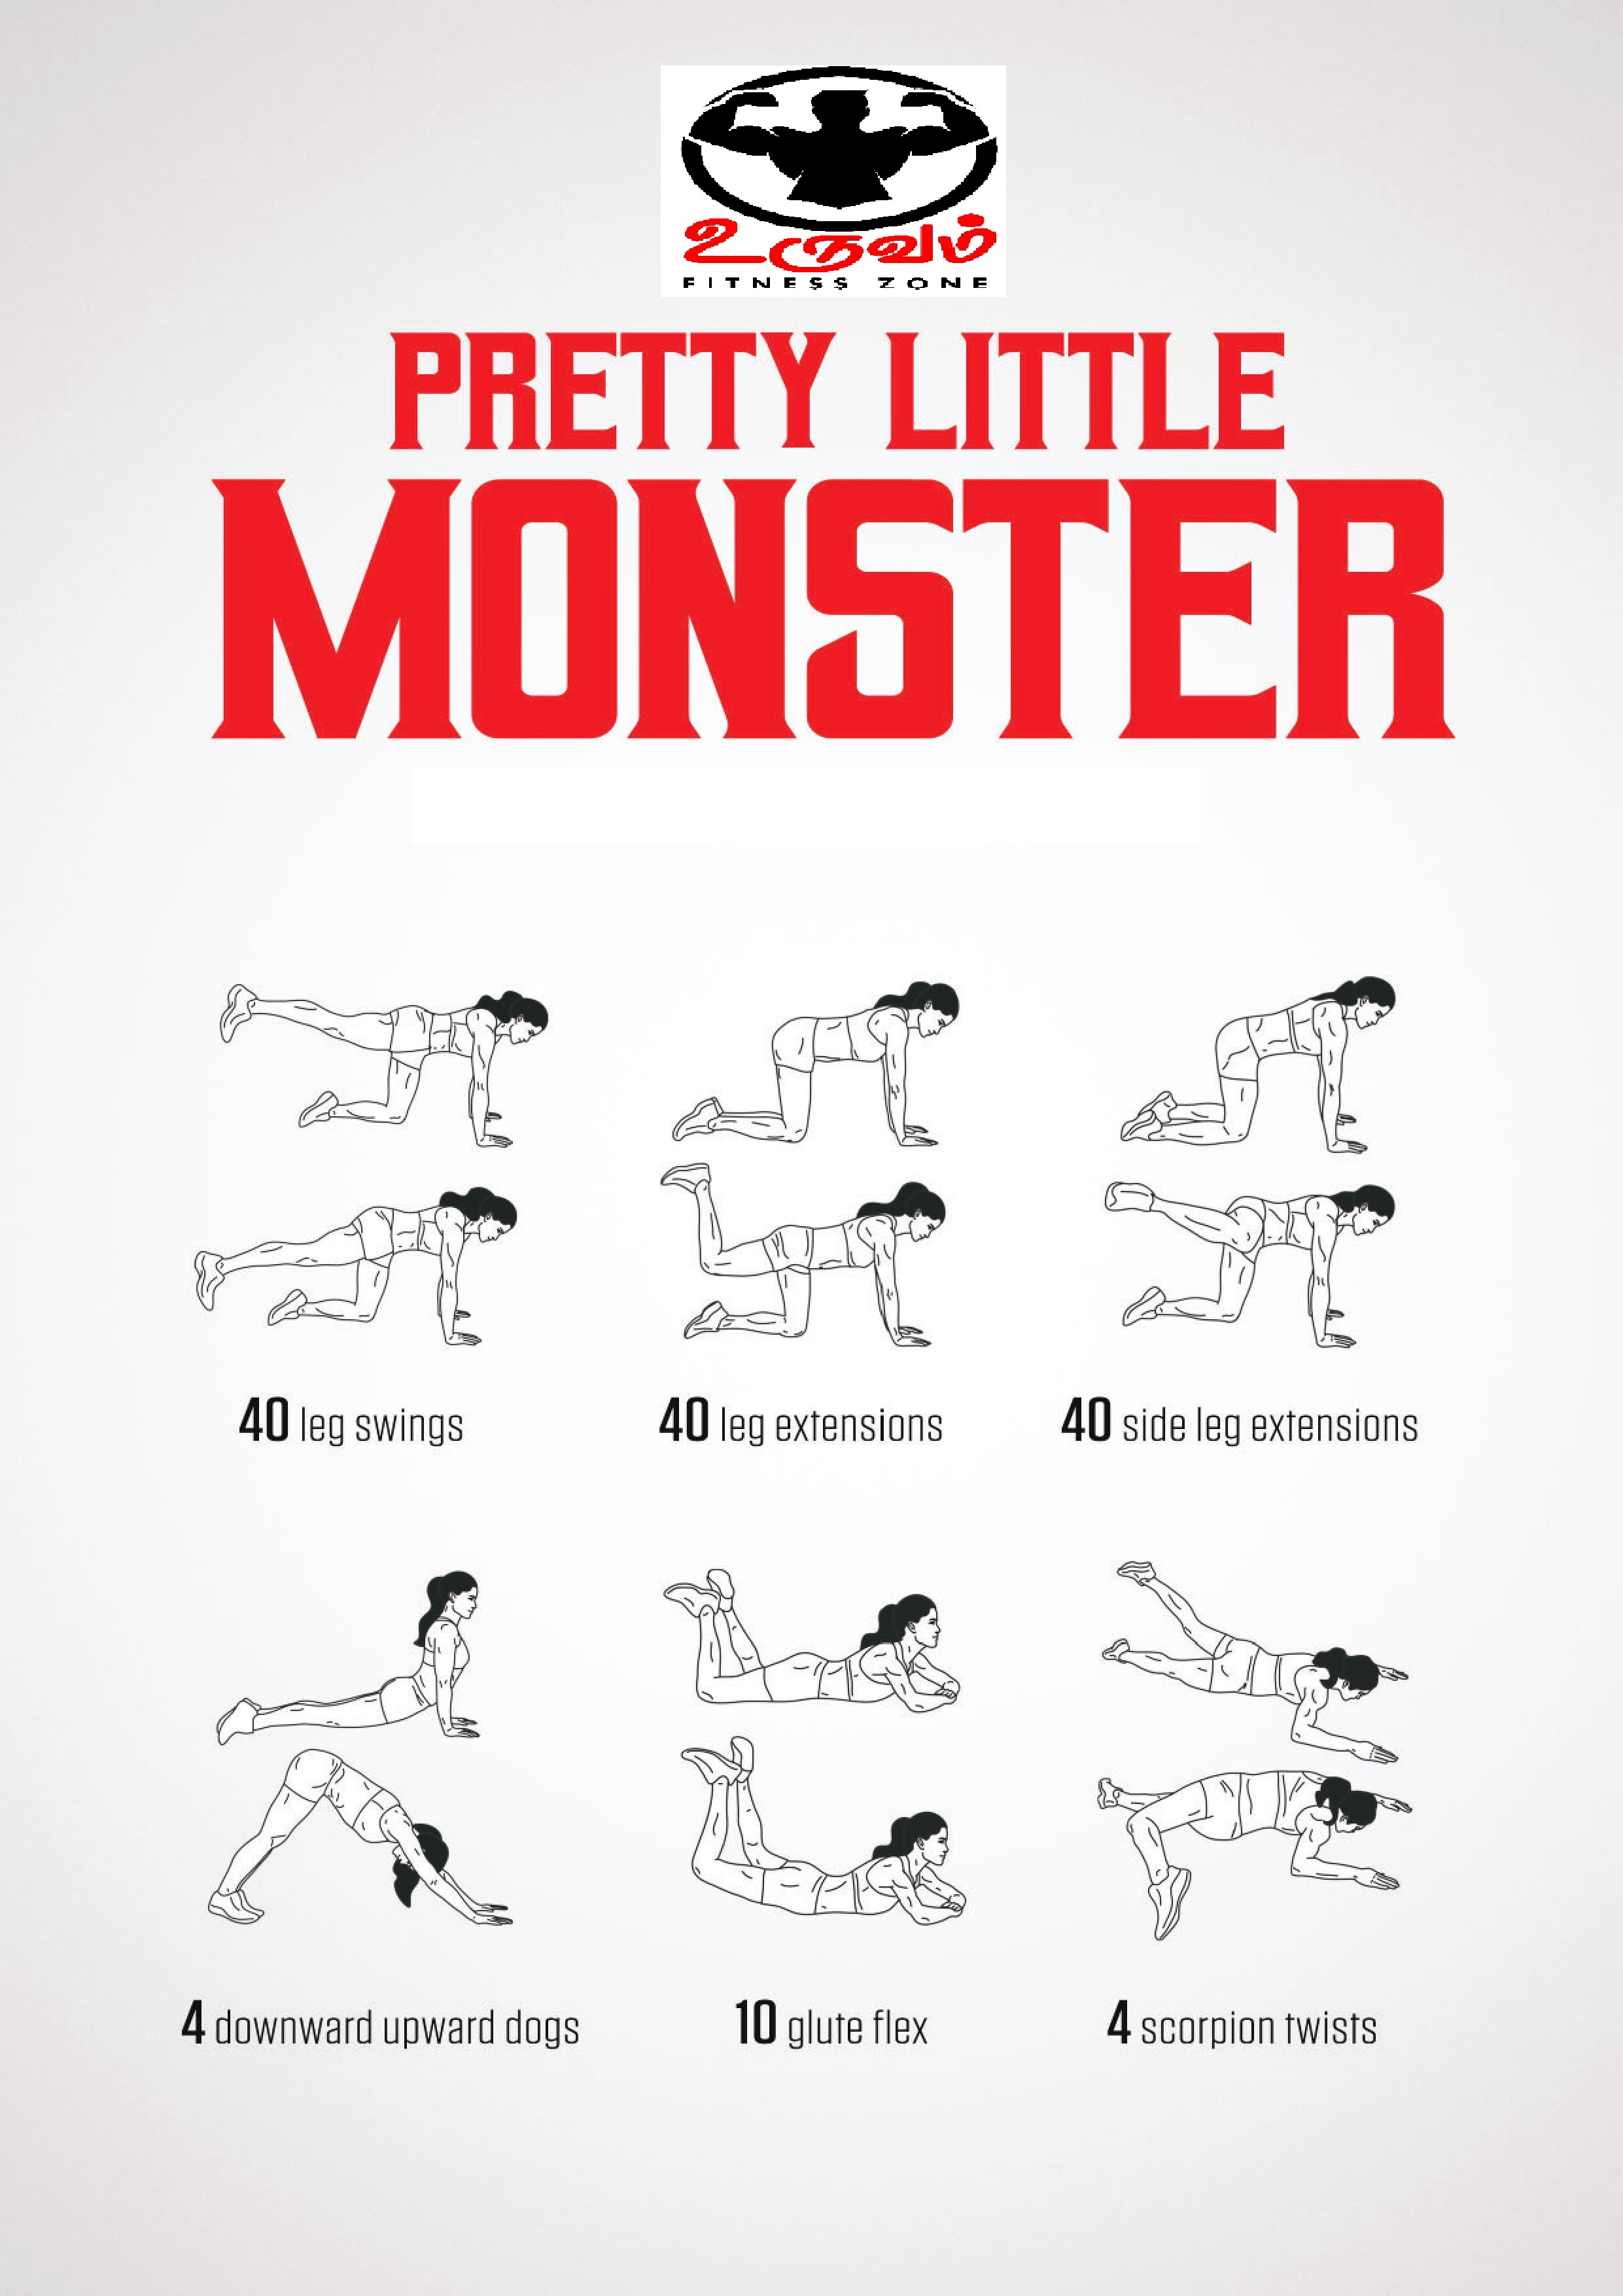 உருவம்
FITNESS ZONE
PRETTY LITTLE
MONSTER
40 leg swings
40 leg extensions
40 side leg extensions
4 downward upward dogs
10 glute flex
4 scorpion twists